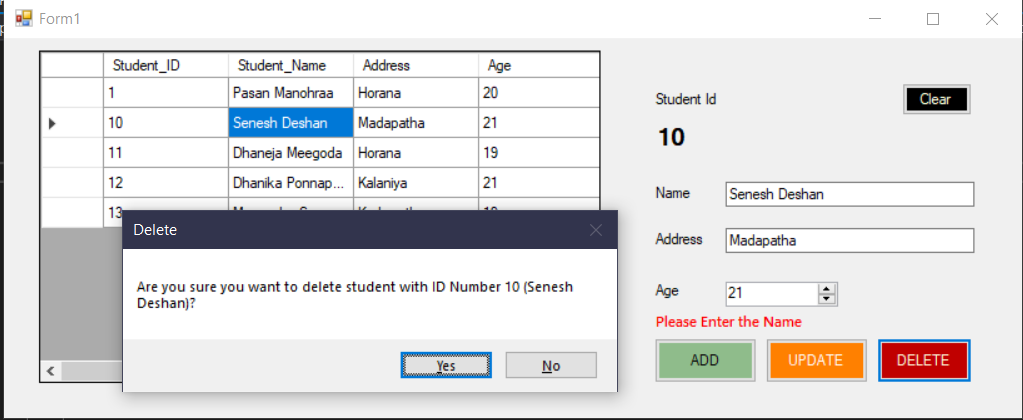 Form1
Student_ID Student_Name Address Age
1 Pasan Manohraa Horana 20
10 Senesh Deshan Madapatha 21
11 Dhaneja Meegoda Horana 19
12 Dhanika Ponnap... Kalaniya 21
13
Delete
Are you sure you want to delete student with ID Number 10 (Senesh
Deshan)?
Yes No
Student Id Clear
10
Name Senesh Deshan
Address Madapatha
Age 21
Please Enter the Name
ADD UPDATE DELETE